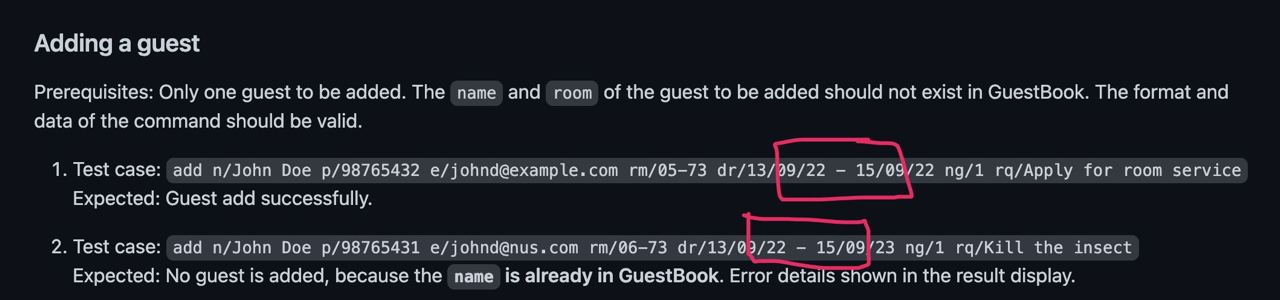 Adding a guest
Prerequisites: Only one guest to be added. The name and room of the guest to be added should not exist in GuestBook. The format and
data of the command should be valid.
1. Test case: add n/John Doe p/98765432 e/johnd@example.com rm/05-73 dr/13/09/22 – 15/09/22 ng/1 rq/Apply for room service
Expected: Guest add successfully.
2. Test case: add n/John Doe p/98765431 e/johnd@nus.com rm/06-73 dr/13/09/22 – 15/09/23 ng/1 rq/Kill the insect
Expected: No guest is added, because the name is already in GuestBook. Error details shown in the result display.